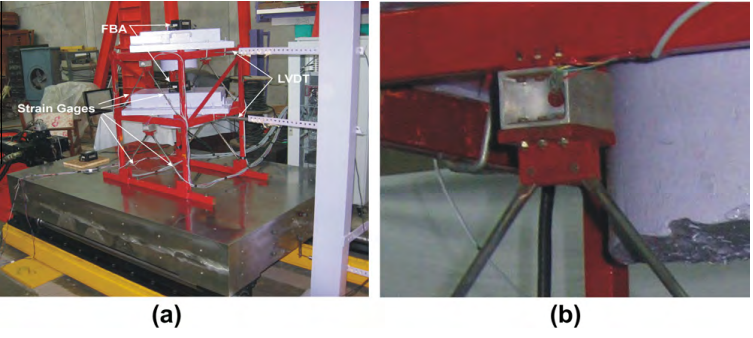 FBA
LVDT
Strain Gages
(a)
(b)